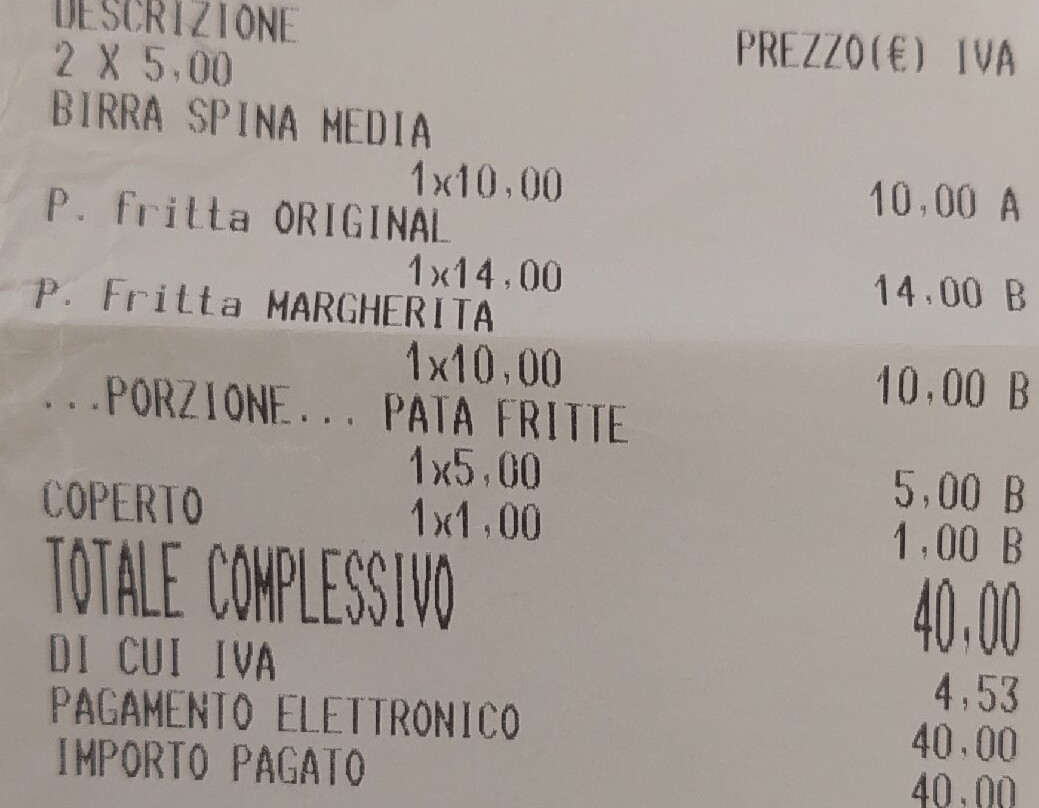 DESCRIZIONE PREZZO(€) IVA
2 X 5,00
BIRRA SPINA MEDIA
1x10,00 10,00 A
P. fritta ORIGINAL
1x14,00 14,00 B
P. Fritta MARGHERITA
1x10,00 10,00 B
...PORZIONE... PATA FRITTE
1x5,00 5,00 B
COPERTO 1x1,00 1,00 B
TOTALE COMPLESSIVO 40,00
DI CUI IVA 4,53
PAGAMENTO ELETTRONICO 40,00
IMPORTO PAGATO 40,00